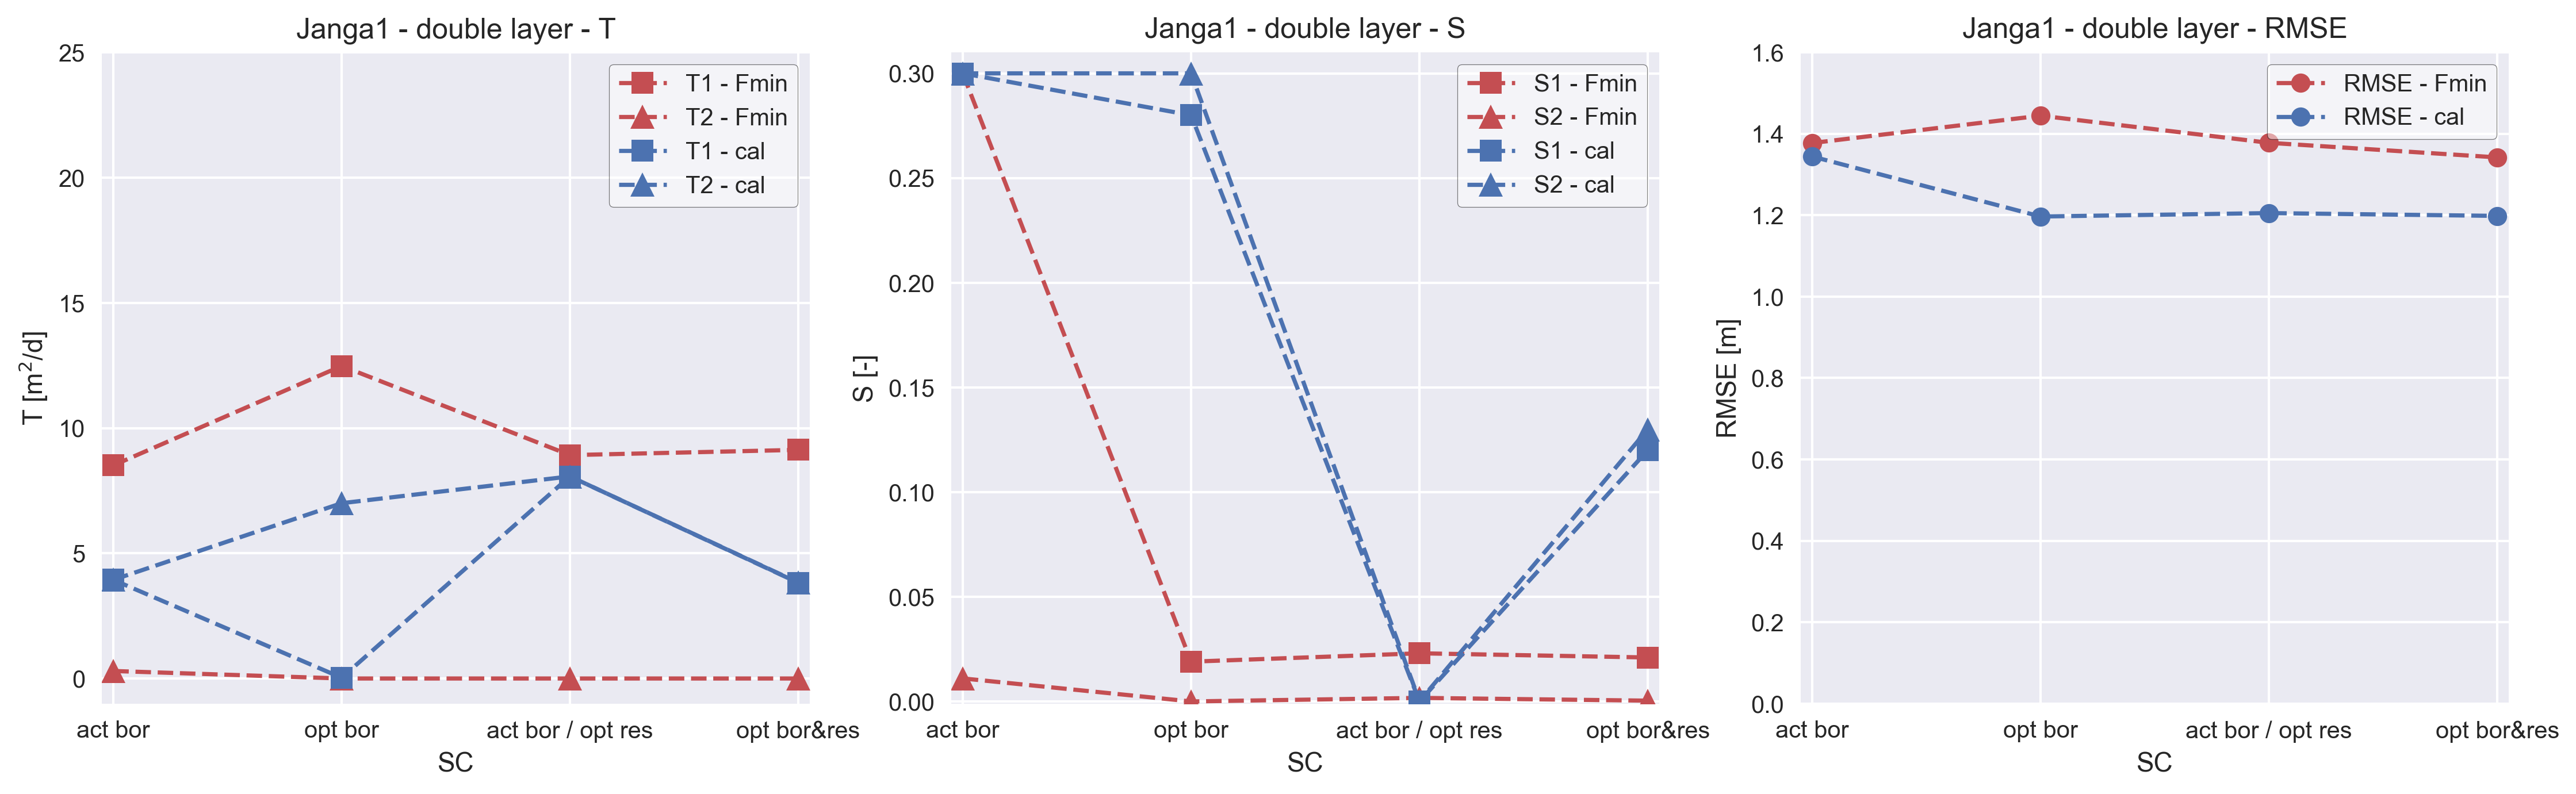 Janga1 - double layer - T
25
20
15
10
5
0
T [m²/d]
T1 - Fmin
T2 - Fmin
T1 - cal
T2 - cal
act bor
opt bor
act bor / opt res
opt bor&res
SC
Janga1 - double layer - S
0.30
0.25
0.20
0.15
0.10
0.05
0.00
S [-]
S1 - Fmin
S2 - Fmin
S1 - cal
S2 - cal
act bor
opt bor
act bor / opt res
opt bor&res
SC
Janga1 - double layer - RMSE
1.6
1.4
1.2
1.0
0.8
0.6
0.4
0.2
0.0
RMSE [m]
RMSE - Fmin
RMSE - cal
act bor
opt bor
act bor / opt res
opt bor&res
SC